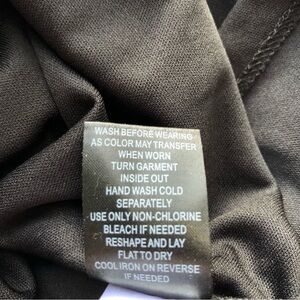 WASH BEFORE WEARING
AS COLOR MAY TRANSFER
WHEN WORN
TURN GARMENT
INSIDE OUT
HAND WASH COLD
SEPARATELY
USE ONLY NON-CHLORINE
BLEACH IF NEEDED
RESHAPE AND LAY
FLAT TO DRY
COOL IRON ON REVERSE
IF NEEDED